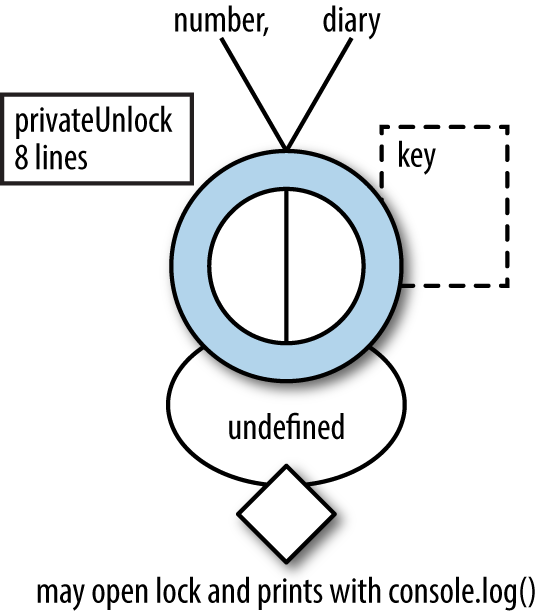 number, diary
privateUnlock
8 lines
key
undefined
may open lock and prints with console.log()